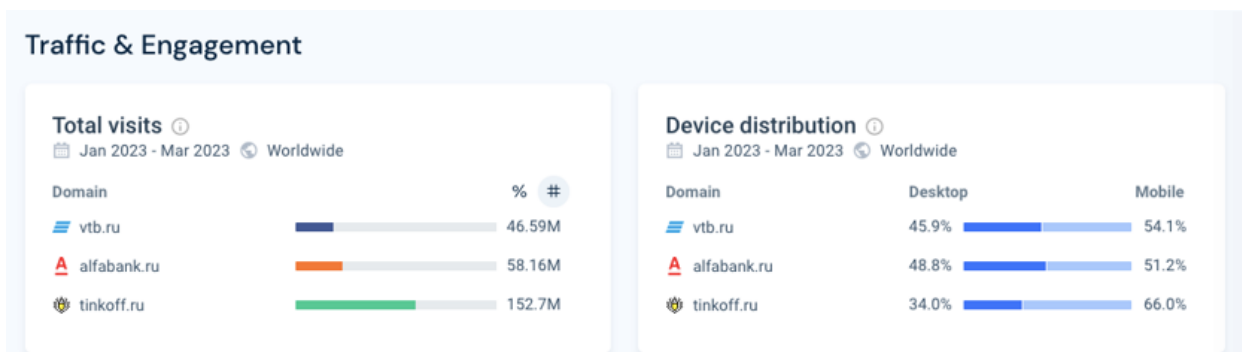 Traffic & Engagement
Total visits
Jan 2023 - Mar 2023 Worldwide
Domain % #
vtb.ru 46.59M
alfabank.ru 58.16M
tinkoff.ru 152.7M
Device distribution
Jan 2023 - Mar 2023 Worldwide
Domain Desktop Mobile
vtb.ru 45.9% 54.1%
alfabank.ru 48.8% 51.2%
tinkoff.ru 34.0% 66.0%